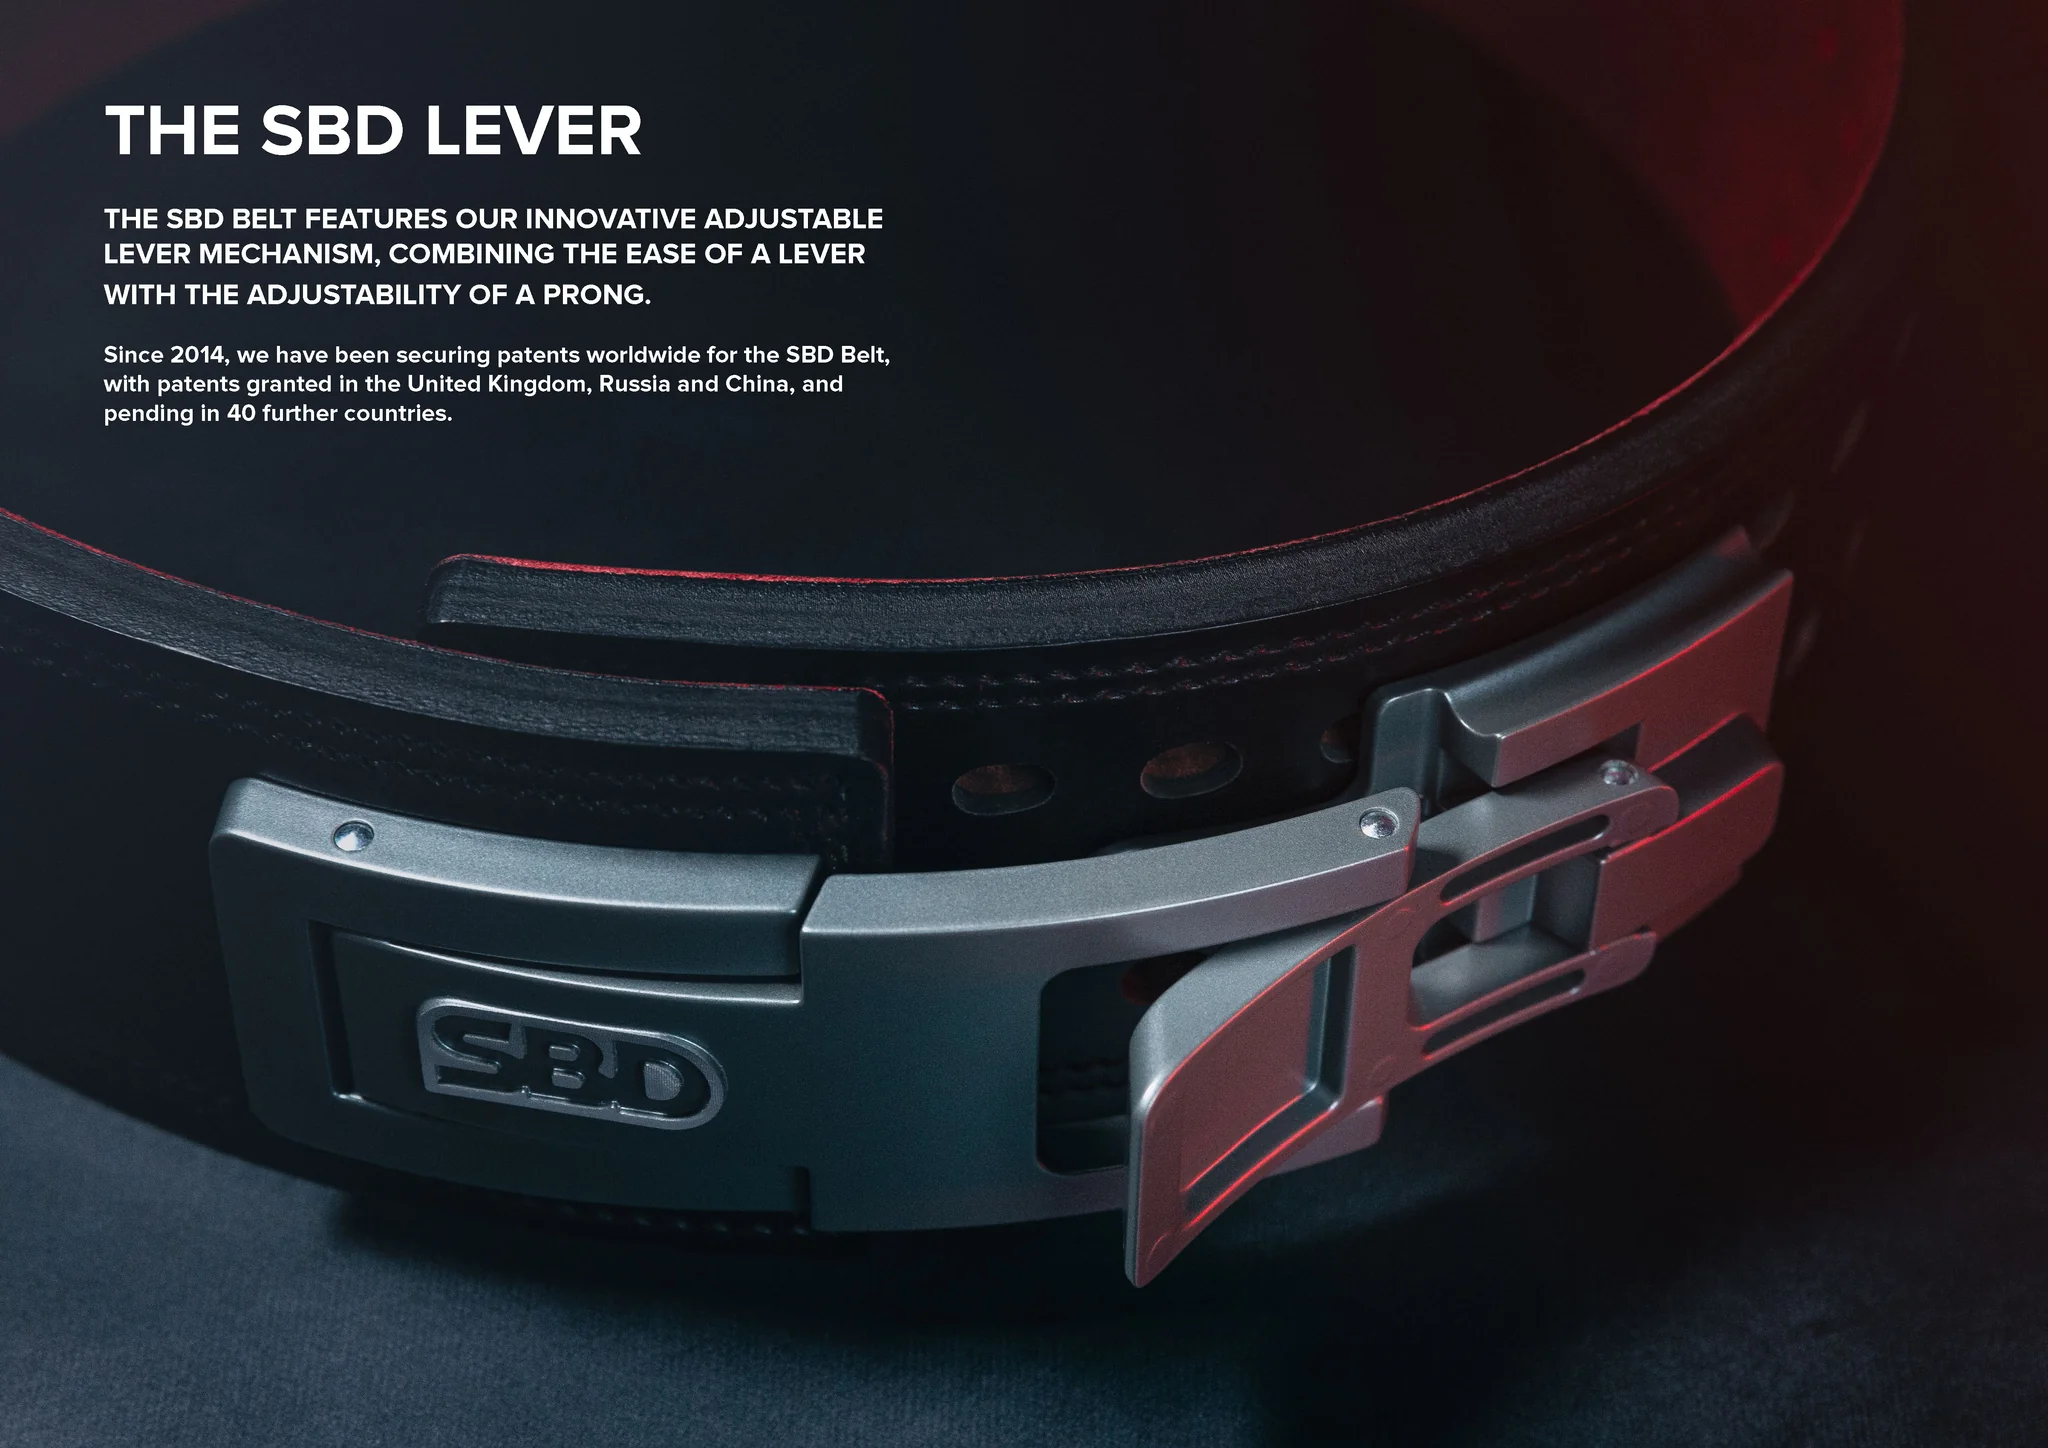 THE SBD LEVER
THE SBD BELT FEATURES OUR INNOVATIVE ADJUSTABLE
LEVER MECHANISM, COMBINING THE EASE OF A LEVER
WITH THE ADJUSTABILITY OF A PRONG.
Since 2014, we have been securing patents worldwide for the SBD Belt,
with patents granted in the United Kingdom, Russia and China, and
pending in 40 further countries.
SBD